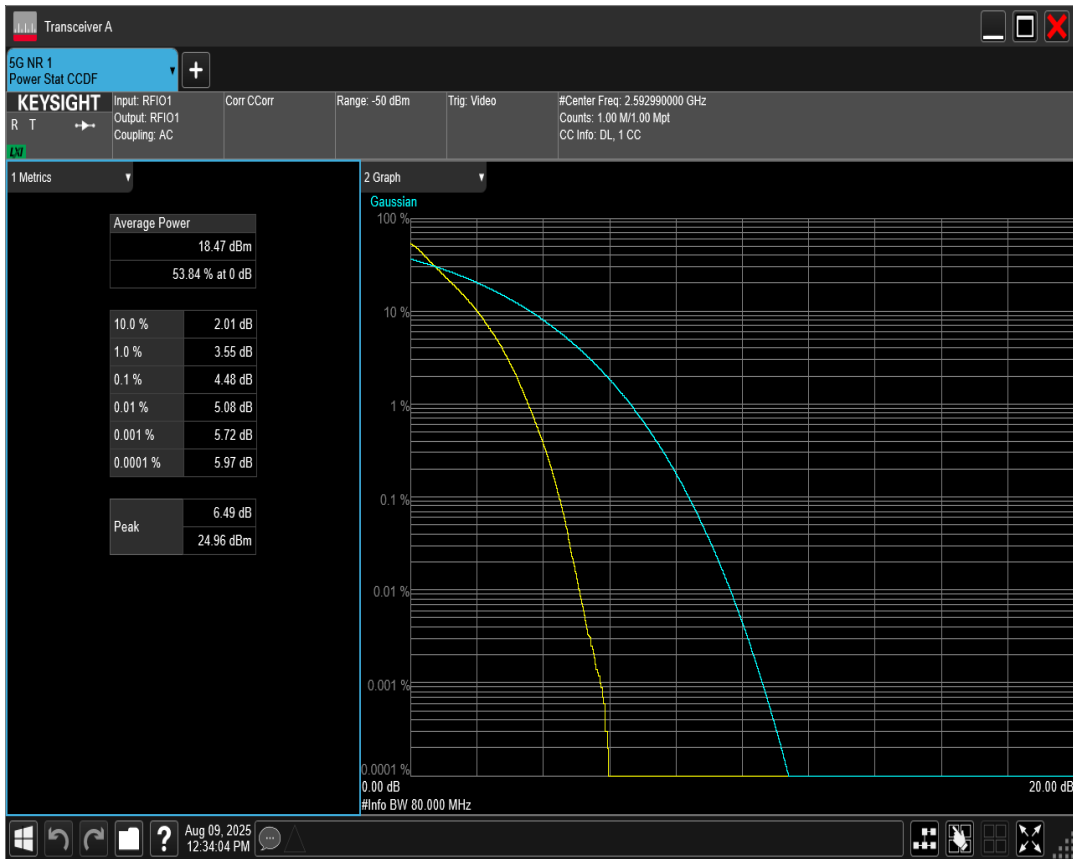 Transceiver A
5G NR 1
Power Stat CCDF
+
KEYSIGHT
R T
LXI
Input: RFIO1
Output: RFIO1
Coupling: AC
Corr CCorr
Range: -50 dBm
Trig: Video
#Center Freq: 2.592990000 GHz
Counts: 1.00 M/1.00 Mpt
CC Info: DL, 1 CC
1 Metrics
Average Power
18.47 dBm
53.84 % at 0 dB
10.0 % 2.01 dB
1.0 % 3.55 dB
0.1 % 4.48 dB
0.01 % 5.08 dB
0.001 % 5.72 dB
0.0001 % 5.97 dB
Peak
6.49 dB
24.96 dBm
2 Graph
Gaussian
100 %
10 %
1 %
0.1 %
0.01 %
0.001 %
0.0001 %
0.00 dB 20.00 dB
#Info BW 80.000 MHz
?
Aug 09, 2025
12:34:04 PM